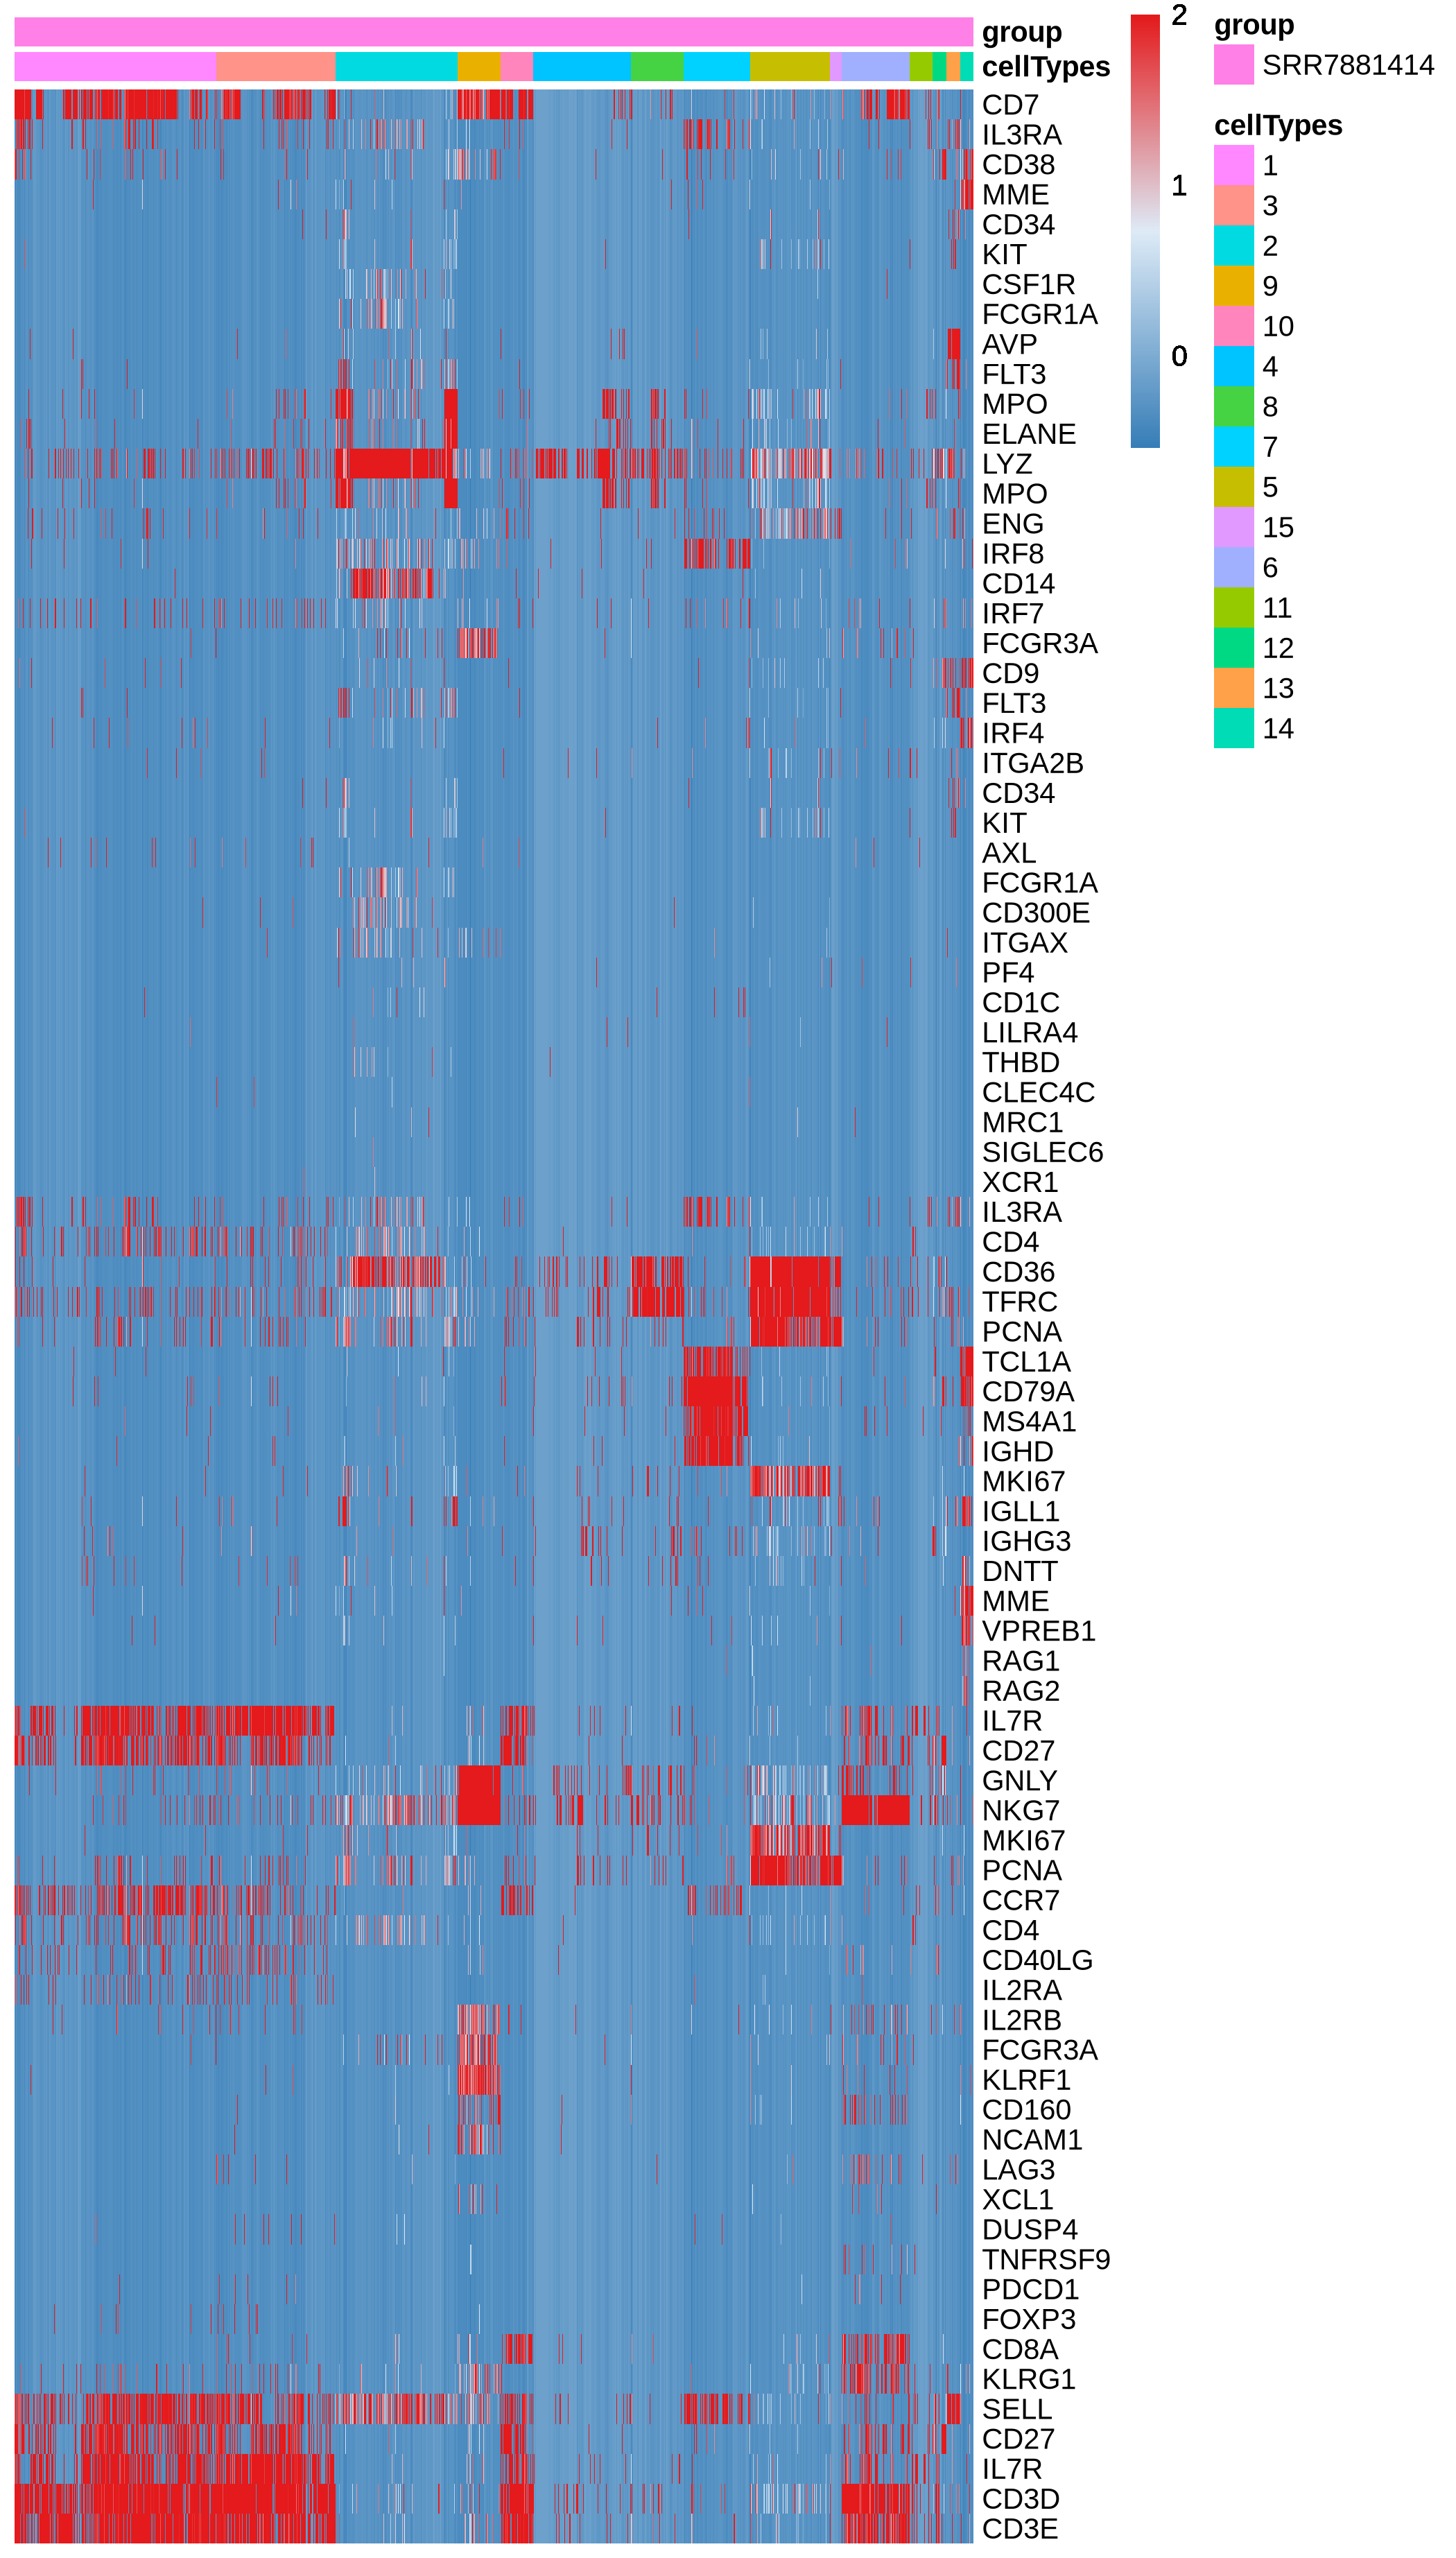 group
cellTypes
CD7
IL3RA
CD38
MME
CD34
KIT
CSF1R
FCGR1A
AVP
FLT3
MPO
ELANE
LYZ
MPO
ENG
IRF8
CD14
IRF7
FCGR3A
CD9
FLT3
IRF4
ITGA2B
CD34
KIT
AXL
FCGR1A
CD300E
ITGAX
PF4
CD1C
LILRA4
THBD
CLEC4C
MRC1
SIGLEC6
XCR1
IL3RA
CD4
CD36
TFRC
PCNA
TCL1A
CD79A
MS4A1
IGHD
MKI67
IGLL1
IGHG3
DNTT
MME
VPREB1
RAG1
RAG2
IL7R
CD27
GNLY
NKG7
MKI67
PCNA
CCR7
CD4
CD40LG
IL2RA
IL2RB
FCGR3A
KLRF1
CD160
NCAM1
LAG3
XCL1
DUSP4
TNFRSF9
PDCD1
FOXP3
CD8A
KLRG1
SELL
CD27
IL7R
CD3D
CD3E
2
1
0
group
SRR7881414
cellTypes
1
3
2
9
10
4
8
7
5
15
6
11
12
13
14